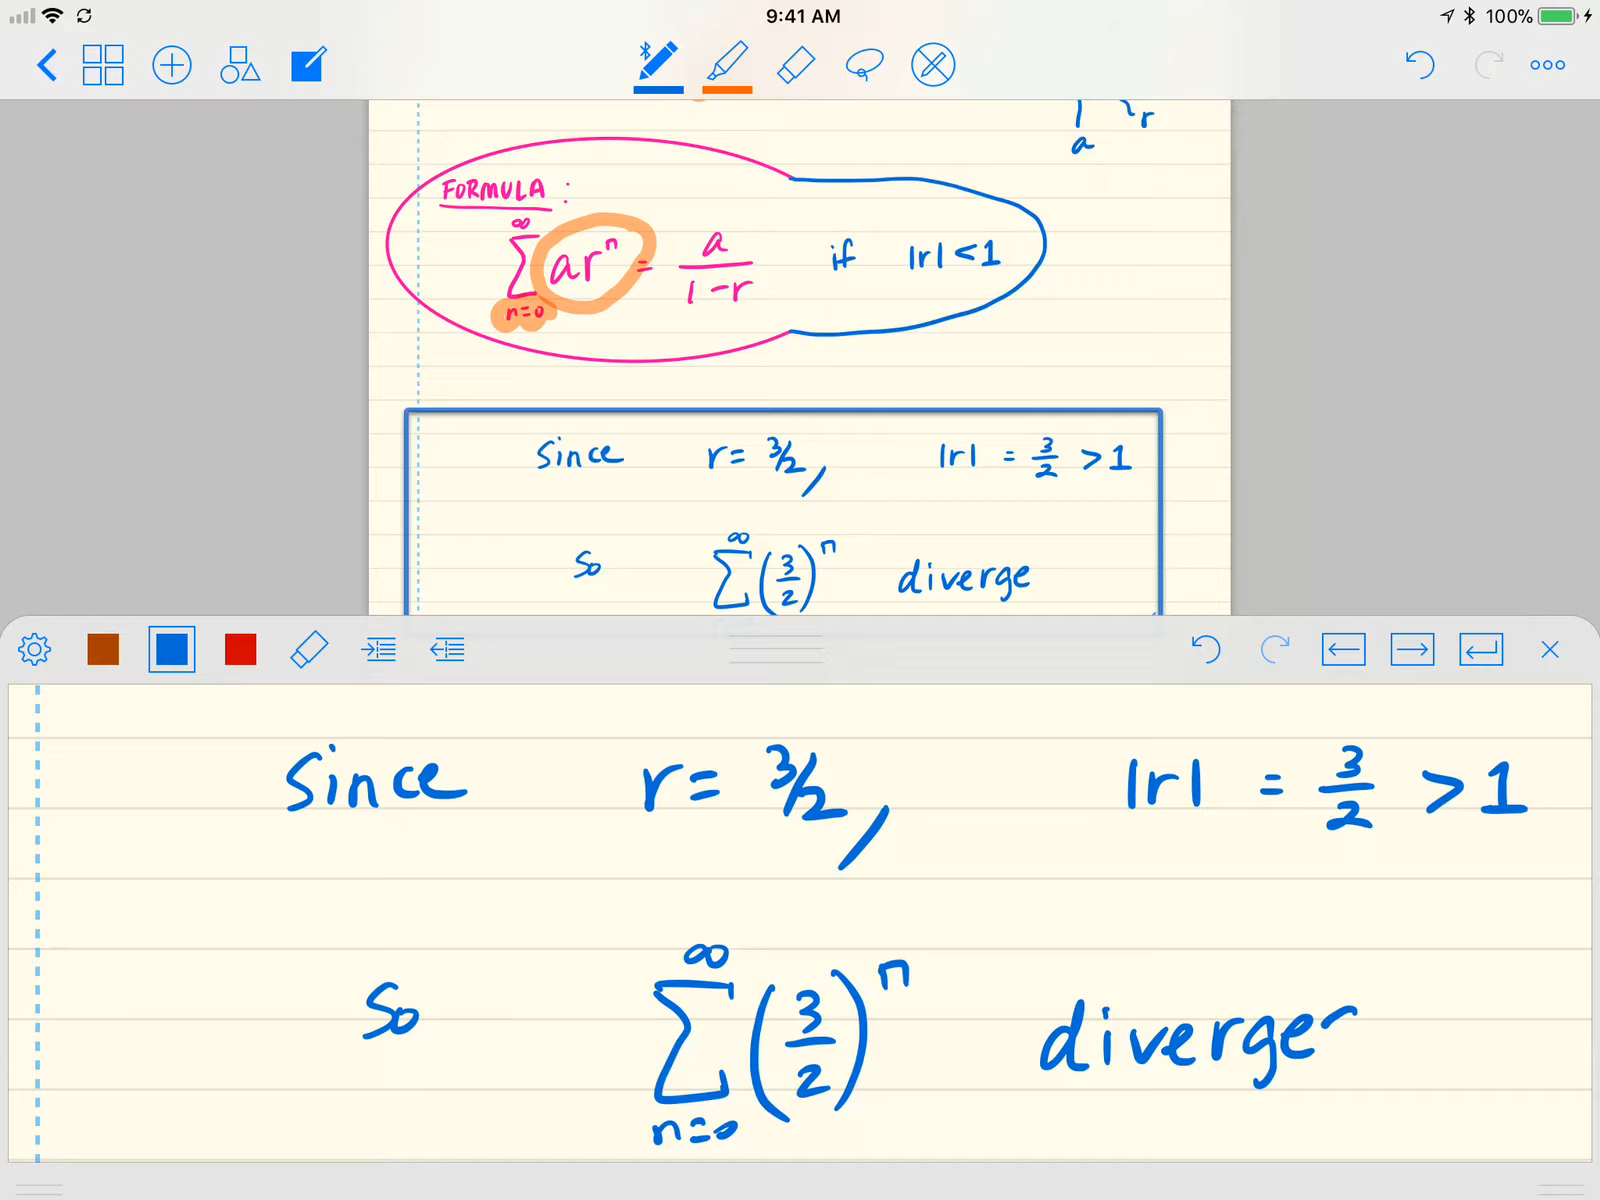 9:41 AM
100%
r
a
FORMULA :
∞
∑ arⁿ = a/(1-r) if |r| < 1
n=0
Since r = 3/2, |r| = 3/2 > 1
∞
So ∑ (3/2)ⁿ diverge
Since r = 3/2, |r| = 3/2 > 1
∞
So ∑ (3/2)ⁿ diverge
n=0